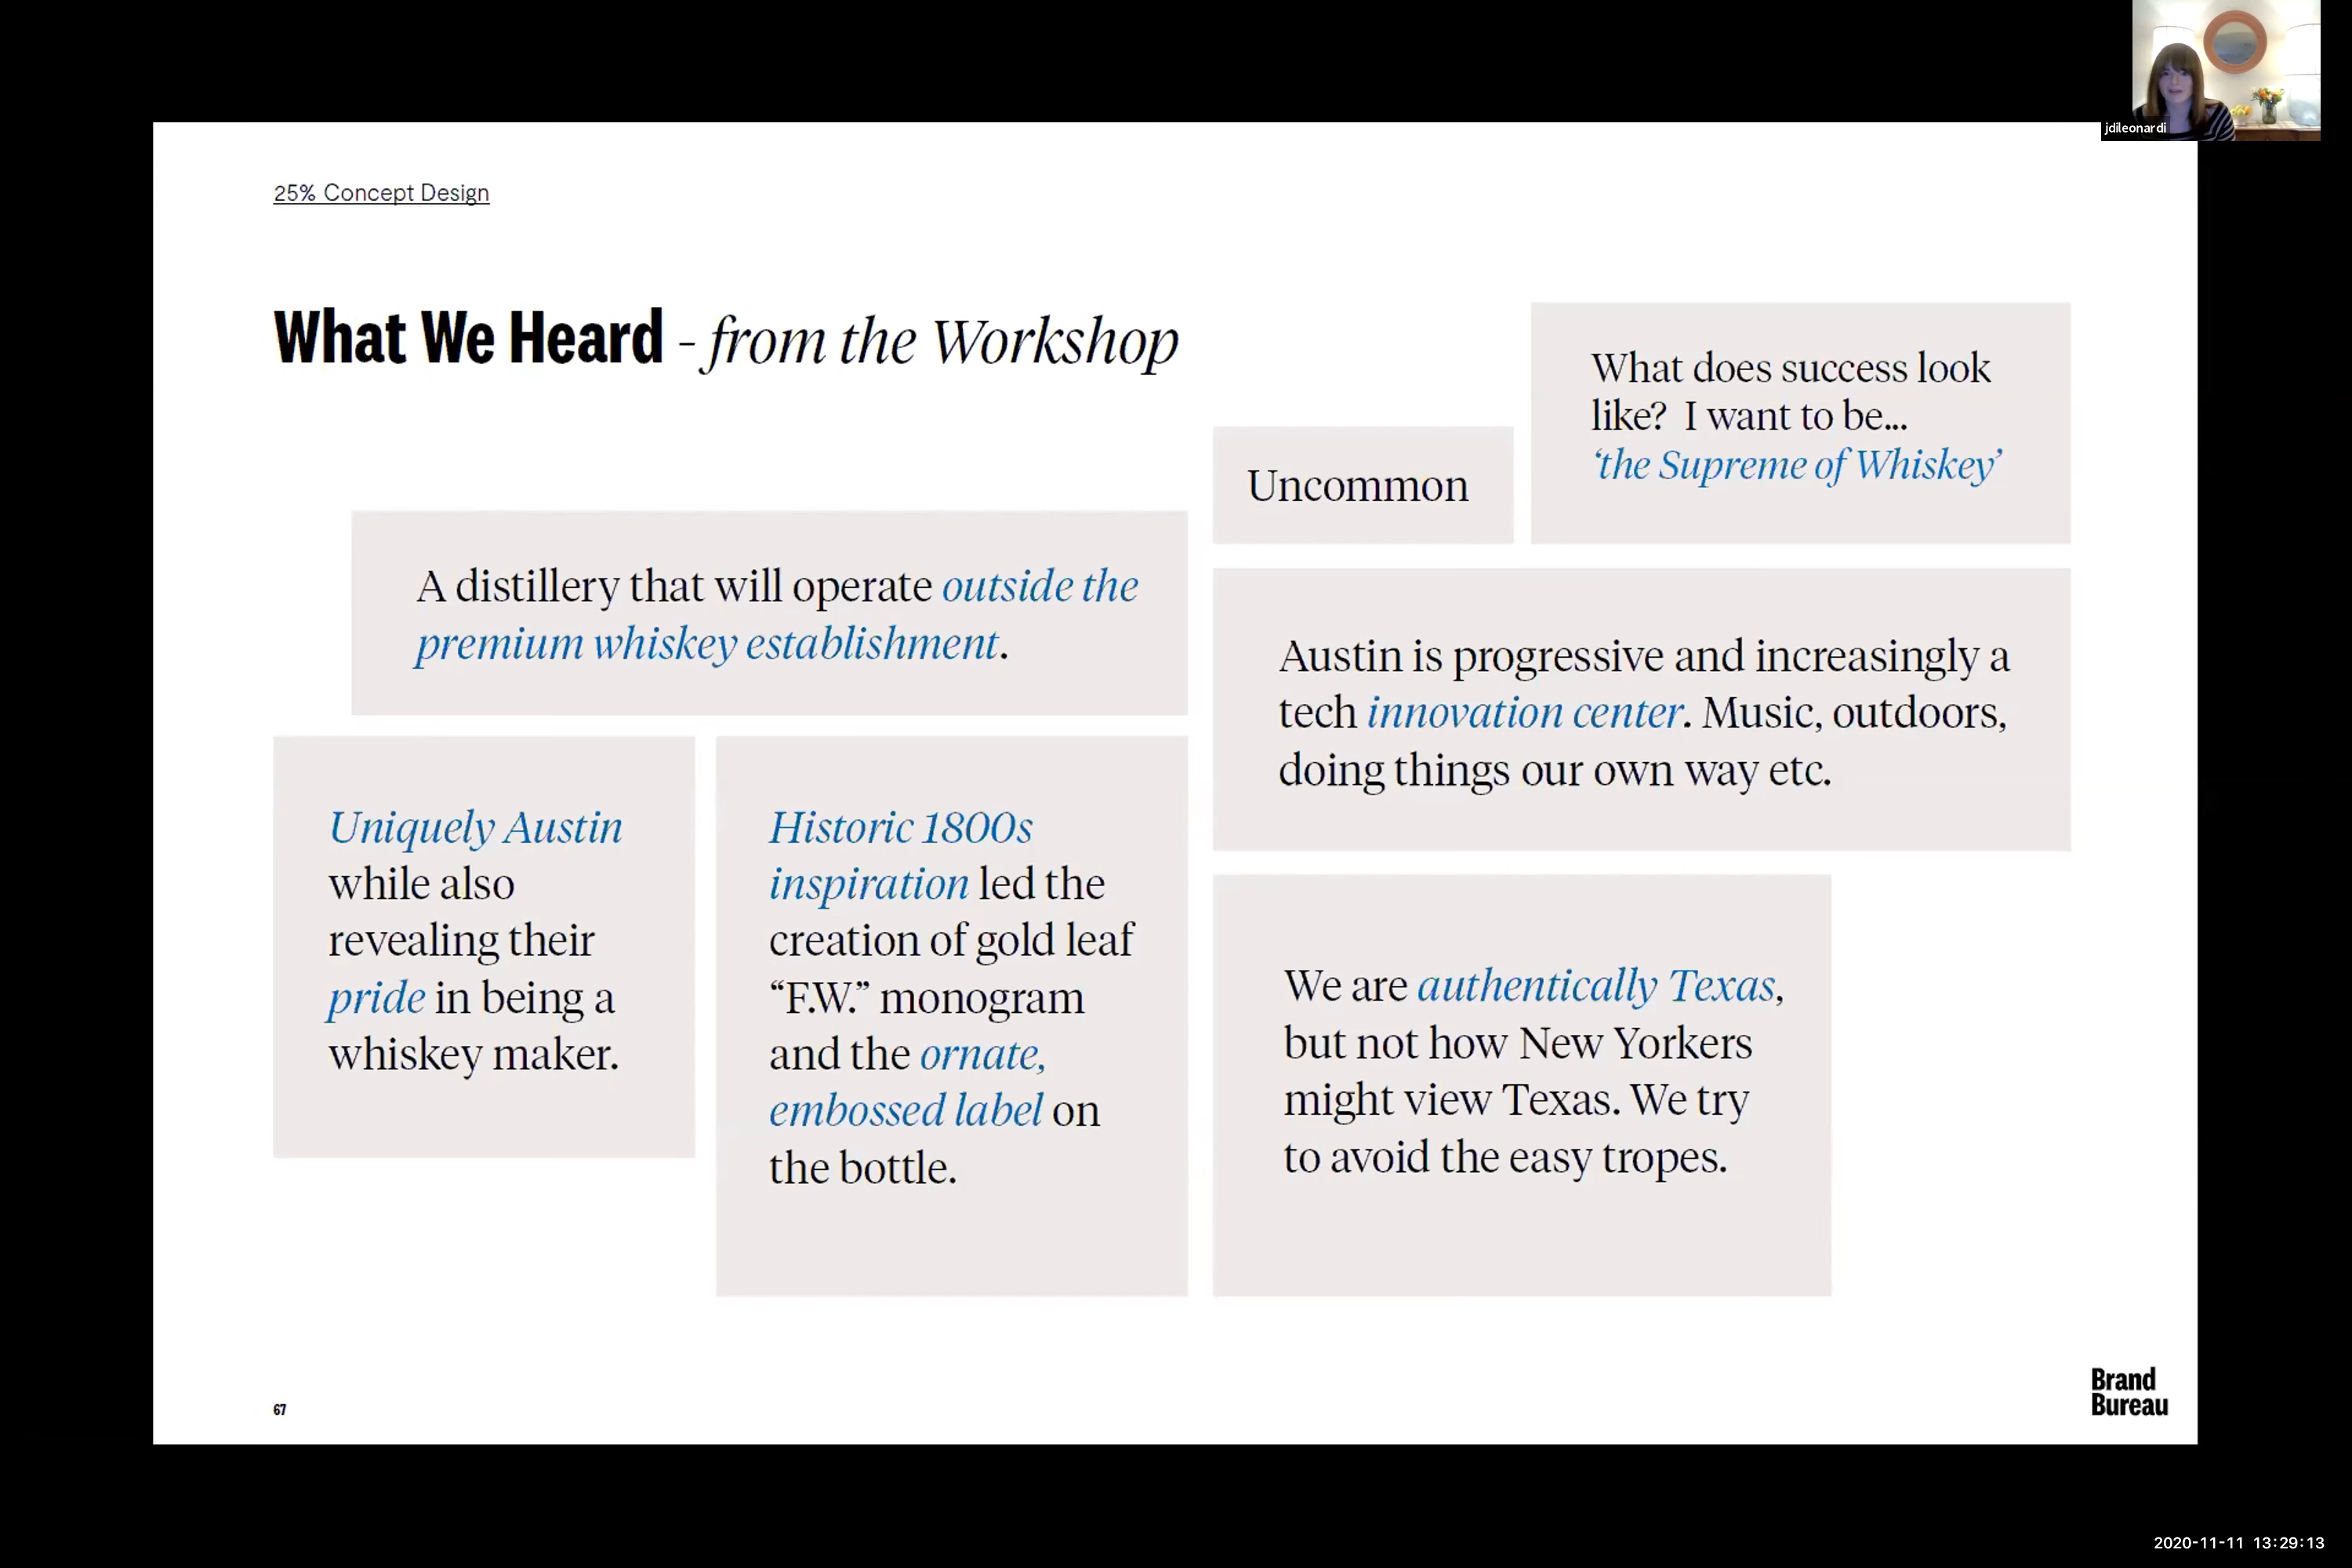 jdileonardi
25% Concept Design
What We Heard - from the Workshop
What does success look
like? I want to be...
‘the Supreme of Whiskey’
Uncommon
A distillery that will operate outside the
premium whiskey establishment.
Austin is progressive and increasingly a
tech innovation center. Music, outdoors,
doing things our own way etc.
Uniquely Austin
while also
revealing their
pride in being a
whiskey maker.
Historic 1800s
inspiration led the
creation of gold leaf
“F.W.” monogram
and the ornate,
embossed label on
the bottle.
We are authentically Texas,
but not how New Yorkers
might view Texas. We try
to avoid the easy tropes.
67
Brand
Bureau
2020-11-11 13:29:13